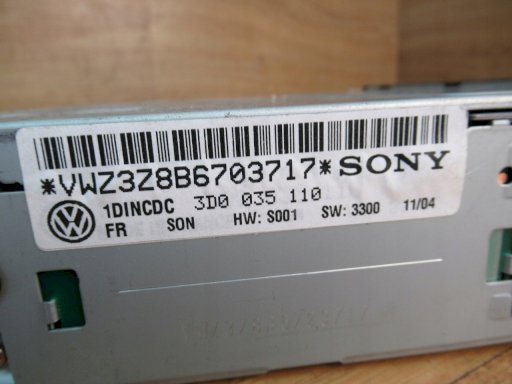 *VWZ3Z8B6703717* SONY
1DINCDC 3D0 035 110
FR SON HW: S001 SW: 3300 11/04